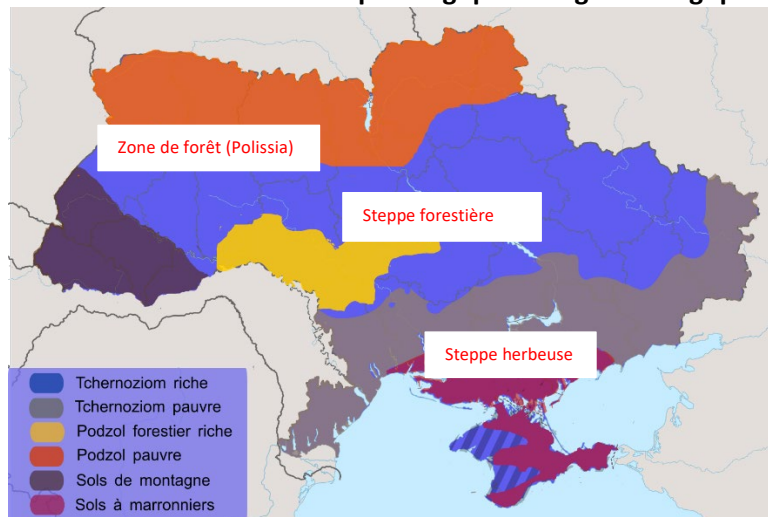 Zone de forêt (Polissia)
Steppe forestière
Steppe herbeuse
Tchernoziom riche
Tchernoziom pauvre
Podzol forestier riche
Podzol pauvre
Sols de montagne
Sols à marronniers